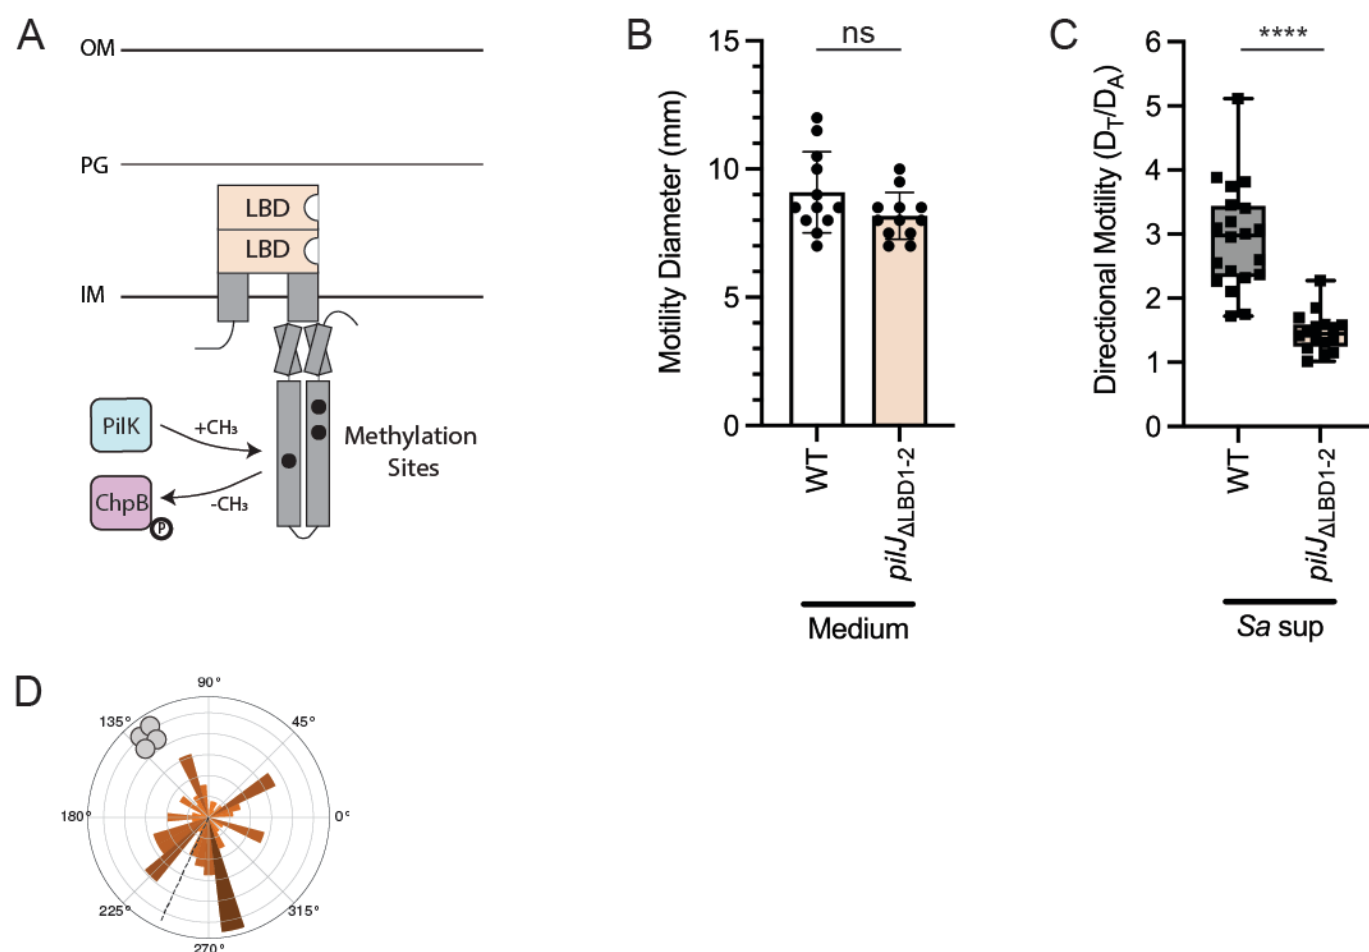 A
OM
PG
LBD
LBD
IM
PilK
+CH₃
ChpB
P
-CH₃
Methylation
Sites
B
Motility Diameter (mm)
15
10
5
0
ns
WT
pilJΔLBD1-2
Medium
C
Directional Motility (DT/DA)
6
5
4
3
2
1
0
****
WT
pilJΔLBD1-2
Sa sup
D
90°
135°
45°
180°
0°
225°
315°
270°